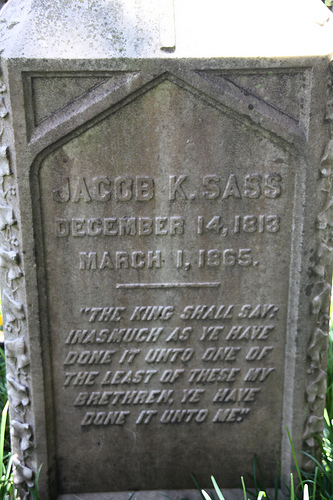 JACOB K. SASS
DECEMBER 14, 1813
MARCH 1, 1865.
"THE KING SHALL SAY:
INASMUCH AS YE HAVE
DONE IT UNTO ONE OF
THE LEAST OF THESE MY
BRETHREN, YE HAVE
DONE IT UNTO ME."